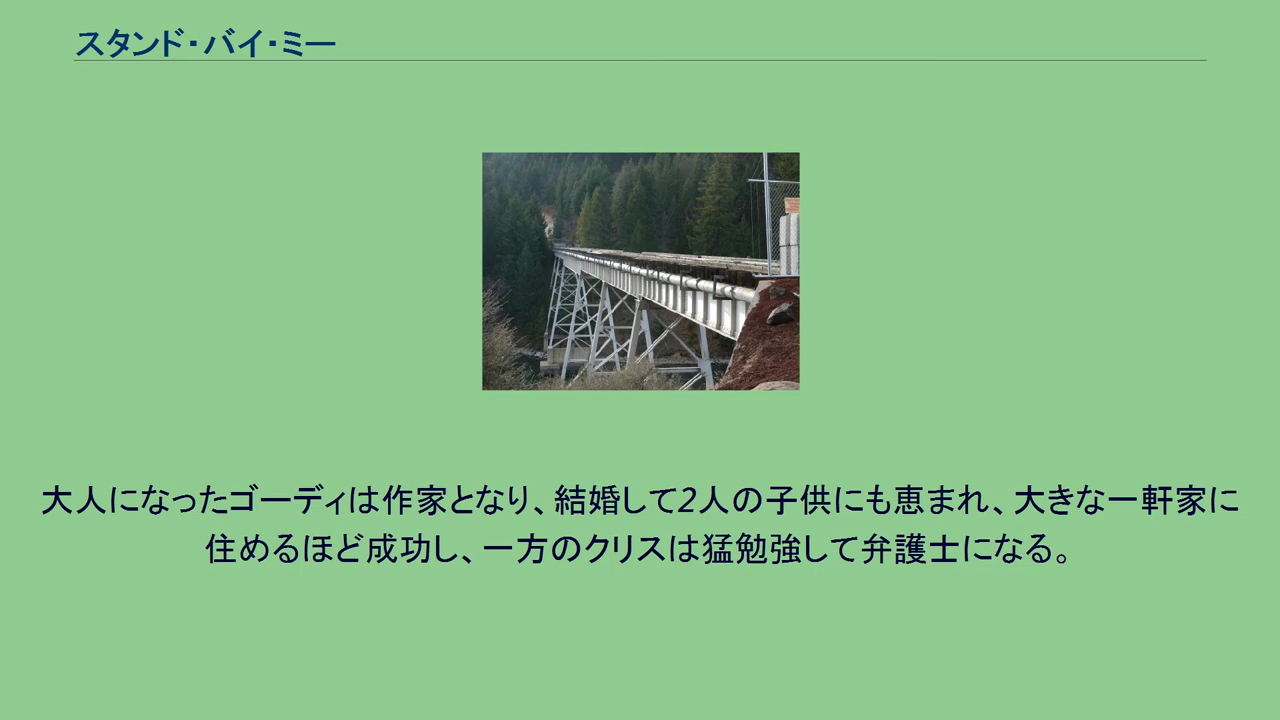 スタンド・バイ・ミー
大人になったゴーディは作家となり、結婚して2人の子供にも恵まれ、大きな一軒家に
住めるほど成功し、一方のクリスは猛勉強して弁護士になる。